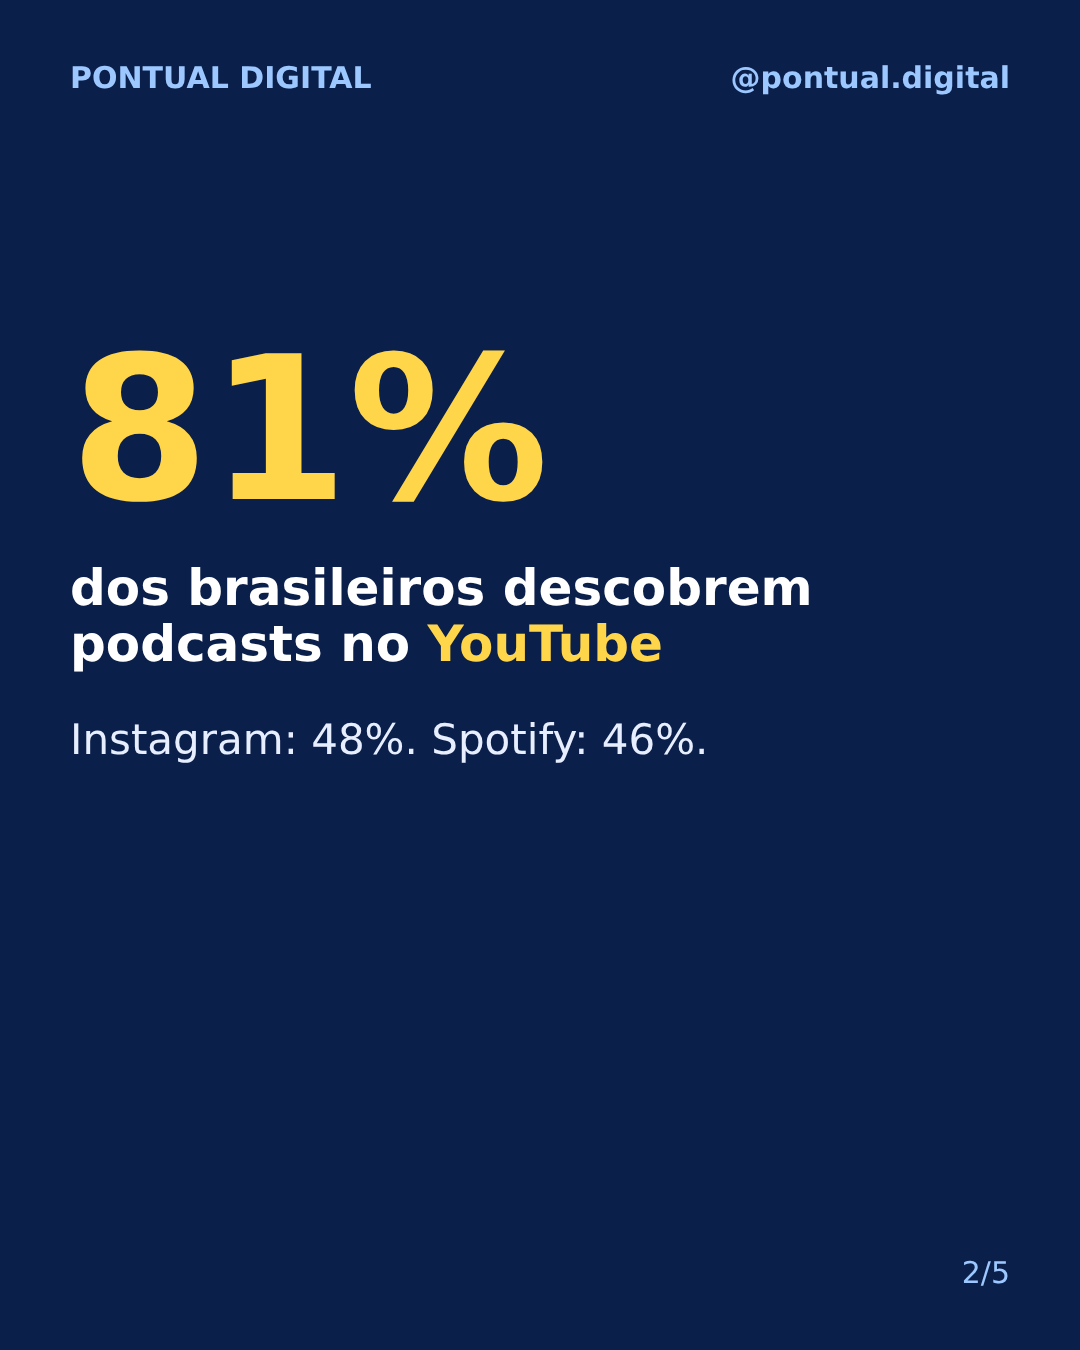 PONTUAL DIGITAL
@pontual.digital
81%
dos brasileiros descobrem
podcasts no YouTube
Instagram: 48%. Spotify: 46%.
2/5